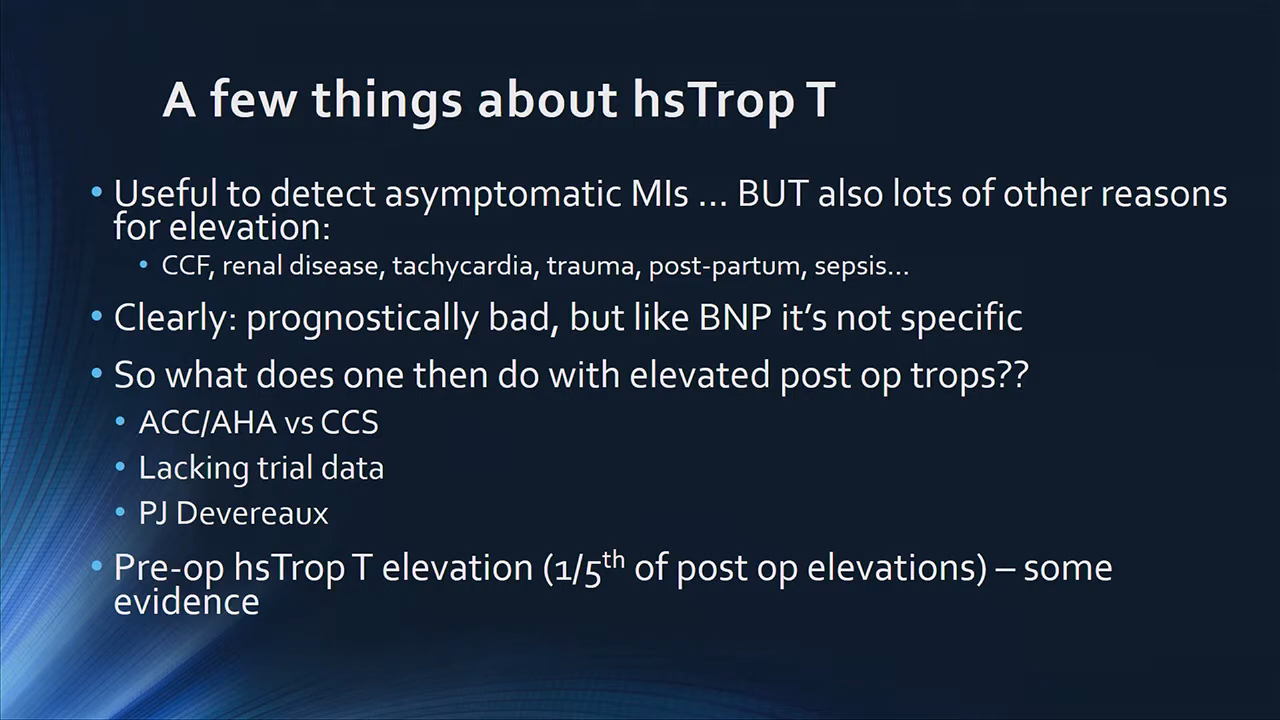 A few things about hsTrop T
• Useful to detect asymptomatic MIs … BUT also lots of other reasons
for elevation:
• CCF, renal disease, tachycardia, trauma, post-partum, sepsis…
• Clearly: prognostically bad, but like BNP it’s not specific
• So what does one then do with elevated post op trops??
• ACC/AHA vs CCS
• Lacking trial data
• PJ Devereaux
• Pre-op hsTrop T elevation (1/5th of post op elevations) – some
evidence